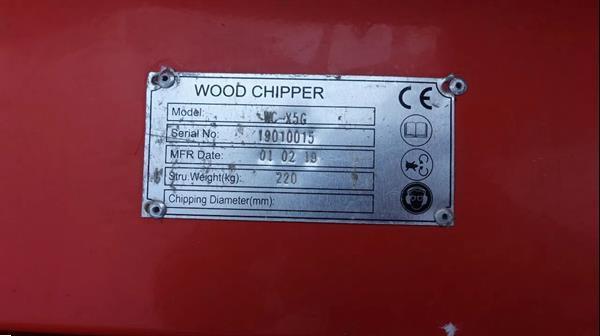 WOOD CHIPPER
CE
Model: WC-X5G
Serial No: 19010015
MFR Date: 01 02 19
Stru.Weight(kg): 220
Chipping Diameter(mm):